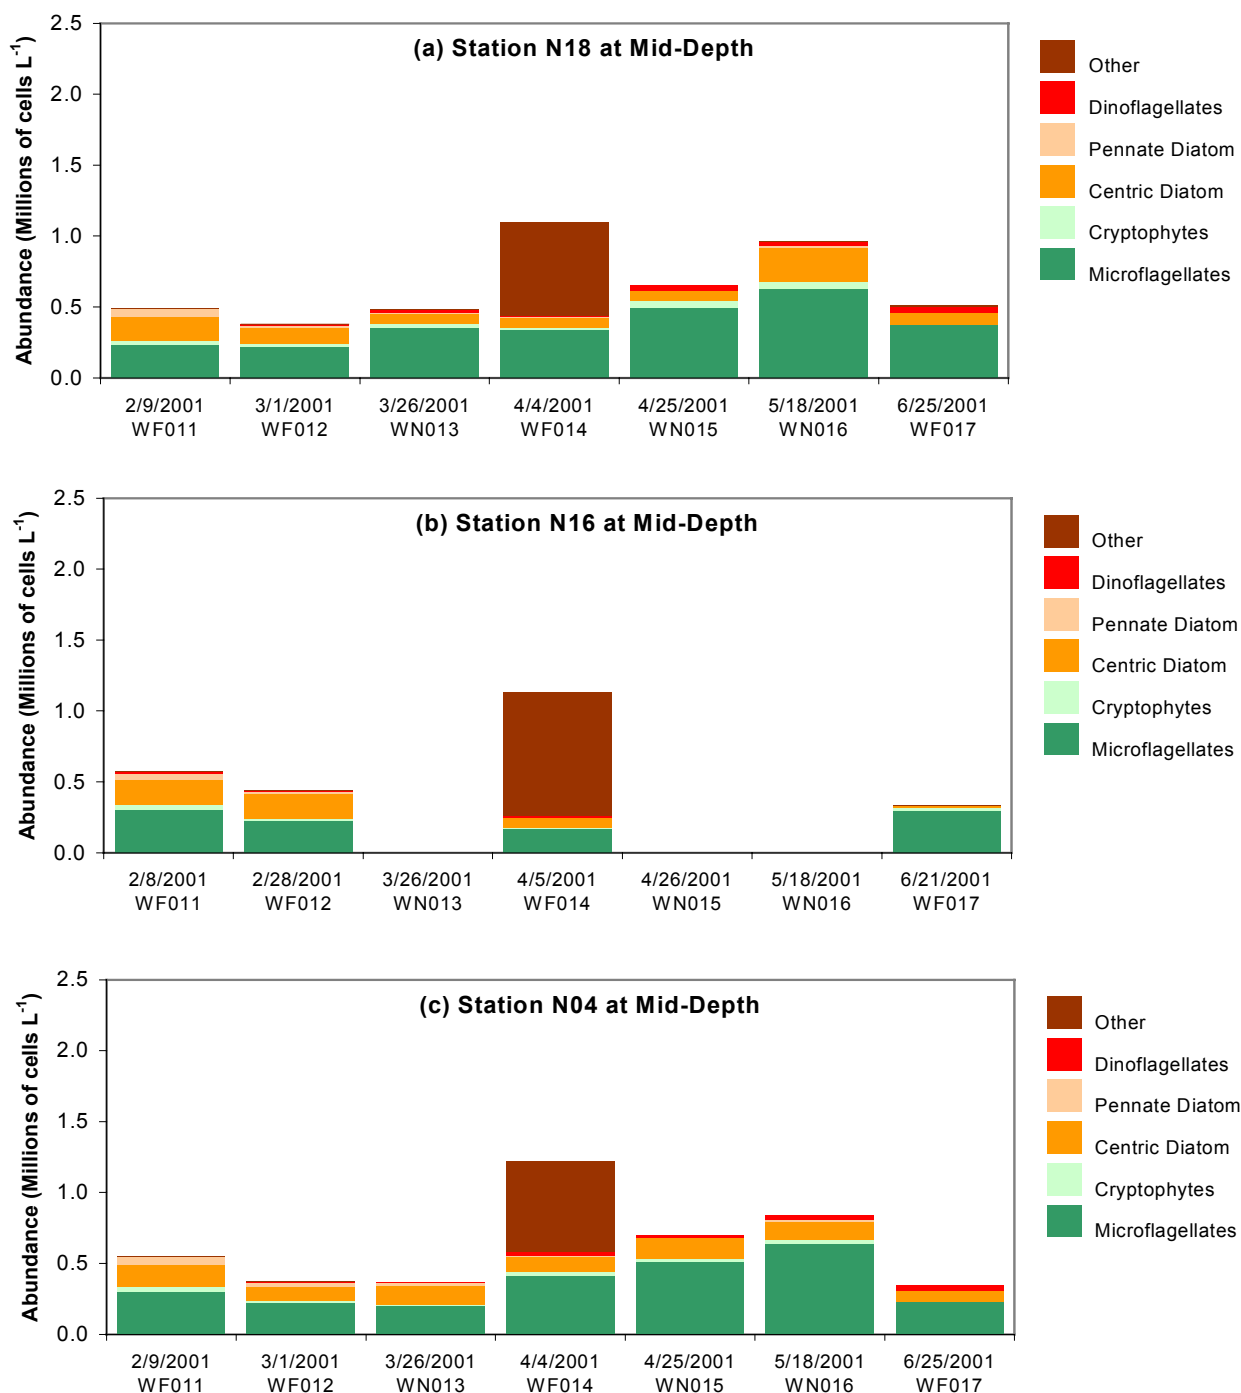 (a) Station N18 at Mid-Depth
Abundance (Millions of cells L⁻¹)
2.5
2.0
1.5
1.0
0.5
0.0
2/9/2001 3/1/2001 3/26/2001 4/4/2001 4/25/2001 5/18/2001 6/25/2001
WF011 WF012 WN013 WF014 WN015 WN016 WF017
Other
Dinoflagellates
Pennate Diatom
Centric Diatom
Cryptophytes
Microflagellates
(b) Station N16 at Mid-Depth
Abundance (Millions of cells L⁻¹)
2.5
2.0
1.5
1.0
0.5
0.0
2/8/2001 2/28/2001 3/26/2001 4/5/2001 4/26/2001 5/18/2001 6/21/2001
WF011 WF012 WN013 WF014 WN015 WN016 WF017
Other
Dinoflagellates
Pennate Diatom
Centric Diatom
Cryptophytes
Microflagellates
(c) Station N04 at Mid-Depth
Abundance (Millions of cells L⁻¹)
2.5
2.0
1.5
1.0
0.5
0.0
2/9/2001 3/1/2001 3/26/2001 4/4/2001 4/25/2001 5/18/2001 6/25/2001
WF011 WF012 WN013 WF014 WN015 WN016 WF017
Other
Dinoflagellates
Pennate Diatom
Centric Diatom
Cryptophytes
Microflagellates